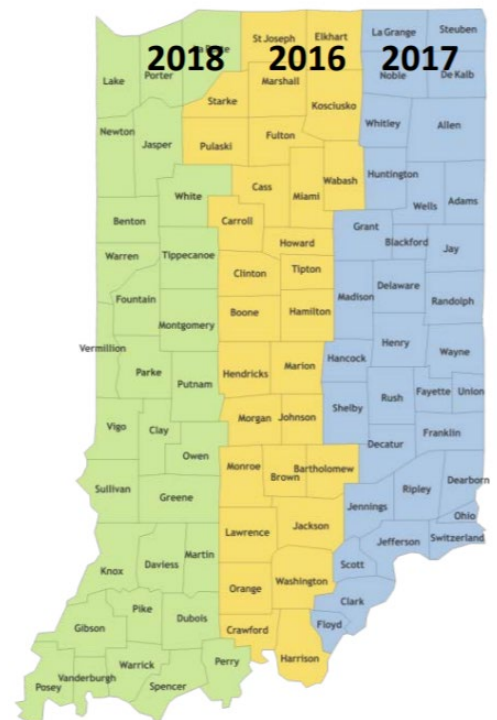 2018
2016
2017
St Joseph
Elkhart
La Grange
Steuben
Lake
Porter
Noble
De Kalb
Marshall
Starke
Kosciusko
Newton
Jasper
Pulaski
Fulton
Whitley
Allen
White
Cass
Miami
Wabash
Huntington
Wells
Adams
Benton
Carroll
Grant
Blackford
Jay
Warren
Tippecanoe
Howard
Clinton
Tipton
Madison
Delaware
Randolph
Fountain
Montgomery
Boone
Hamilton
Vermillion
Parke
Putnam
Hendricks
Marion
Hancock
Henry
Wayne
Shelby
Rush
Fayette
Union
Vigo
Clay
Owen
Morgan
Johnson
Decatur
Franklin
Sullivan
Greene
Monroe
Brown
Bartholomew
Jennings
Ripley
Dearborn
Ohio
Switzerland
Jefferson
Lawrence
Jackson
Scott
Knox
Daviess
Martin
Orange
Washington
Clark
Floyd
Gibson
Pike
Dubois
Crawford
Harrison
Posey
Vanderburgh
Warrick
Spencer
Perry